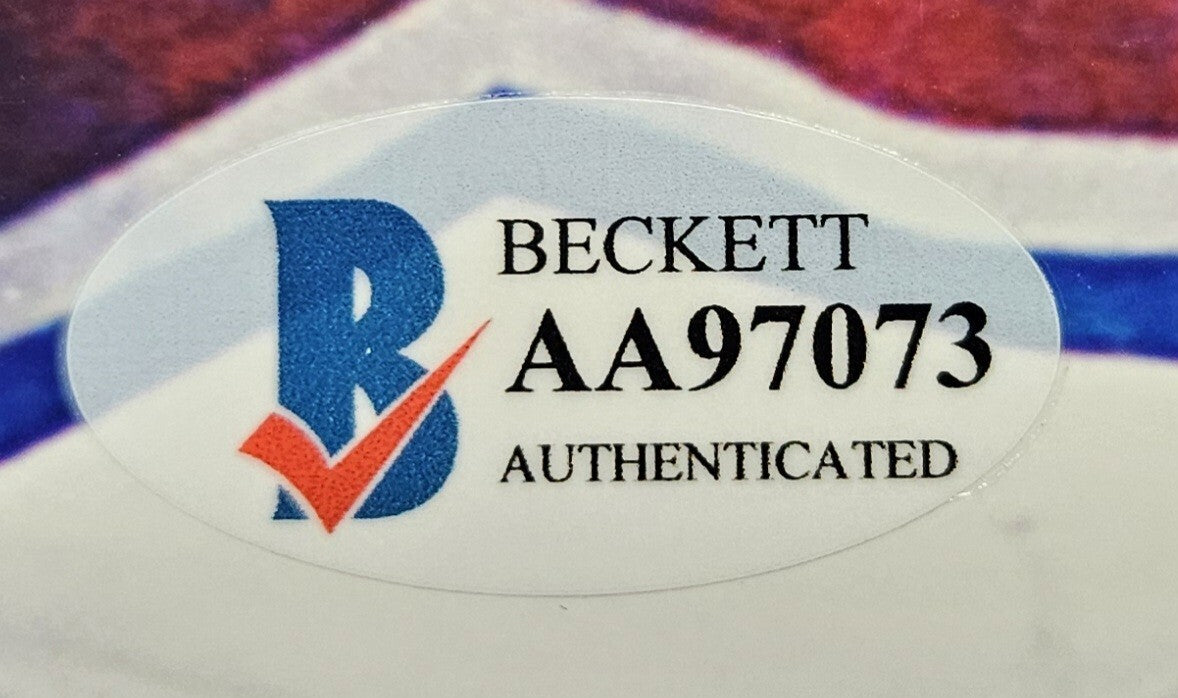 B
BECKETT
AA97073
AUTHENTICATED